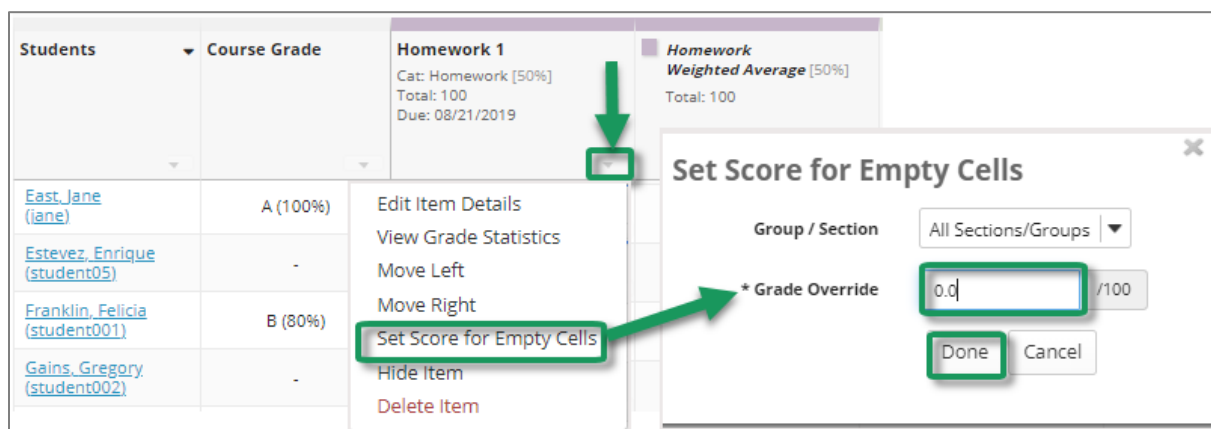 Students
Course Grade
Homework 1
Cat: Homework [50%]
Total: 100
Due: 08/21/2019
Homework
Weighted Average [50%]
Total: 100
East, Jane
(jane)
A (100%)
Estevez, Enrique
(student05)
-
Franklin, Felicia
(student001)
B (80%)
Gains, Gregory
(student002)
-
Edit Item Details
View Grade Statistics
Move Left
Move Right
Set Score for Empty Cells
Hide Item
Delete Item
Set Score for Empty Cells
Group / Section
All Sections/Groups
* Grade Override
0.0
/100
Done
Cancel